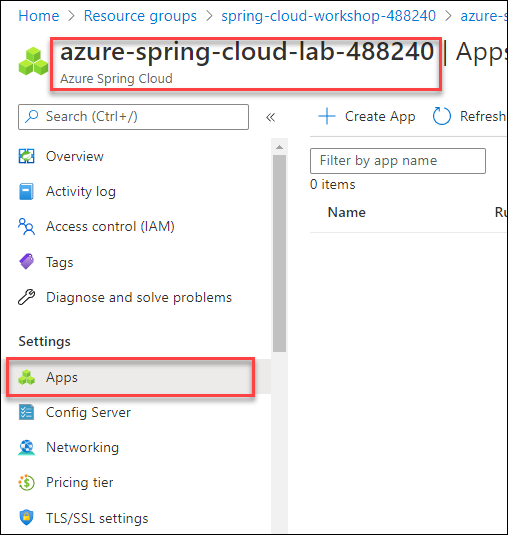 Home > Resource groups > spring-cloud-workshop-488240 > azure-s
azure-spring-cloud-lab-488240 | Apps
Azure Spring Cloud
Search (Ctrl+/) «
+ Create App Refresh
Overview
Filter by app name
Activity log
0 items
Access control (IAM)
Name Ru
Tags
Diagnose and solve problems
Settings
Apps
Config Server
Networking
Pricing tier
TLS/SSL settings